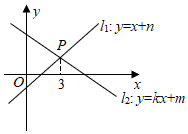 y
l₁: y=x+n
P
O
3
x
l₂: y=kx+m